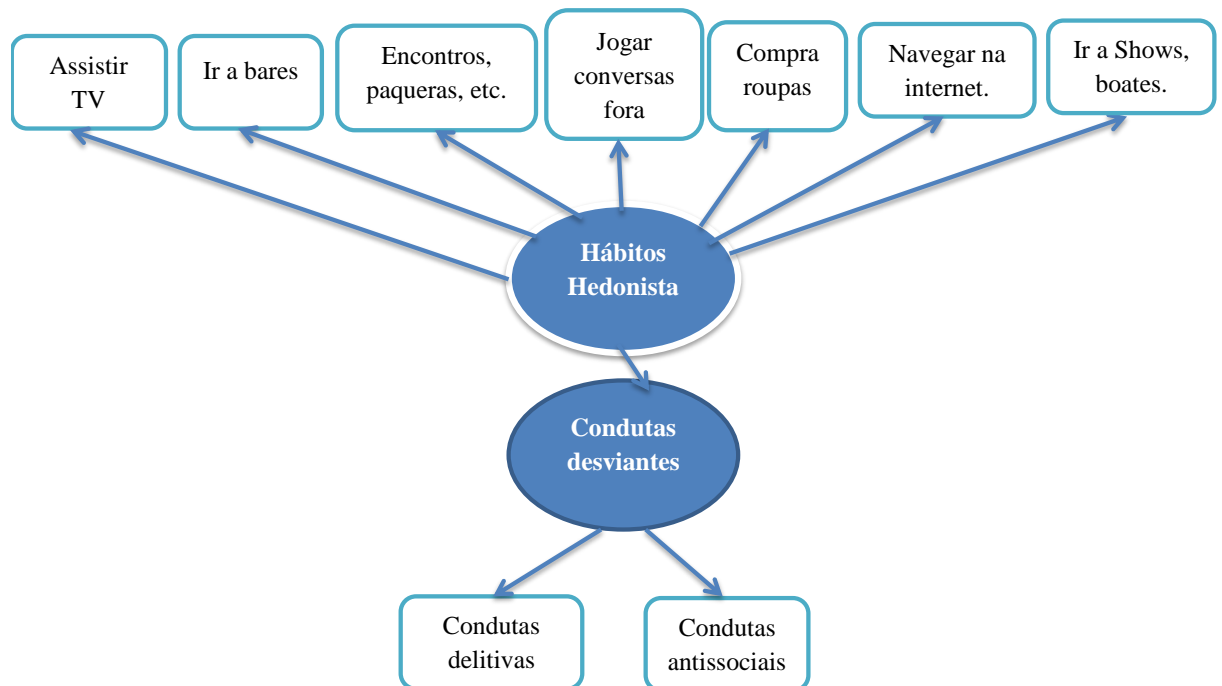 Assistir
TV
Ir a bares
Encontros,
paqueras, etc.
Jogar
conversas
fora
Compra
roupas
Navegar na
internet.
Ir a Shows,
boates.
Hábitos
Hedonista
Condutas
desviantes
Condutas
delitivas
Condutas
antissociais